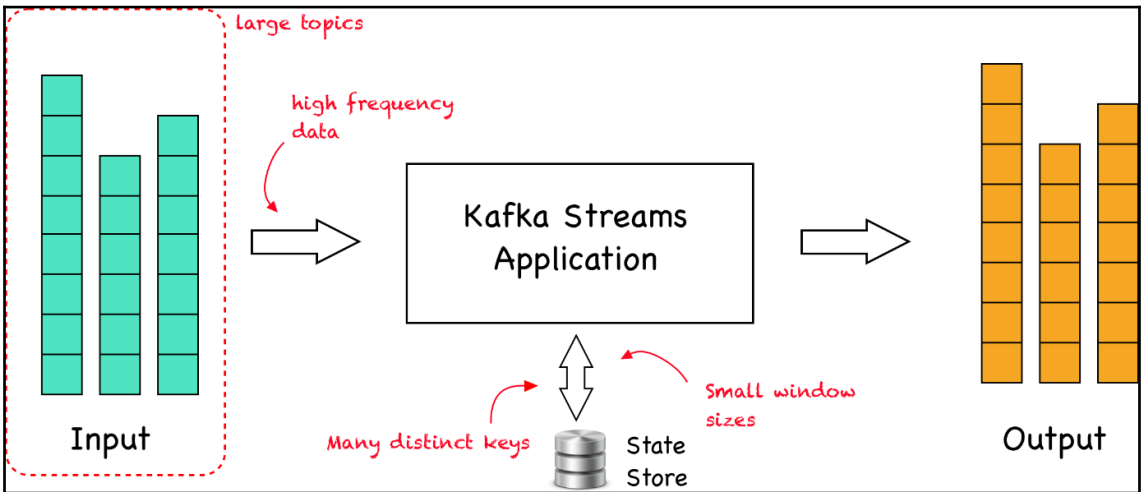 large topics
high frequency
data
Kafka Streams
Application
Small window
sizes
Many distinct keys
Input
State
Store
Output